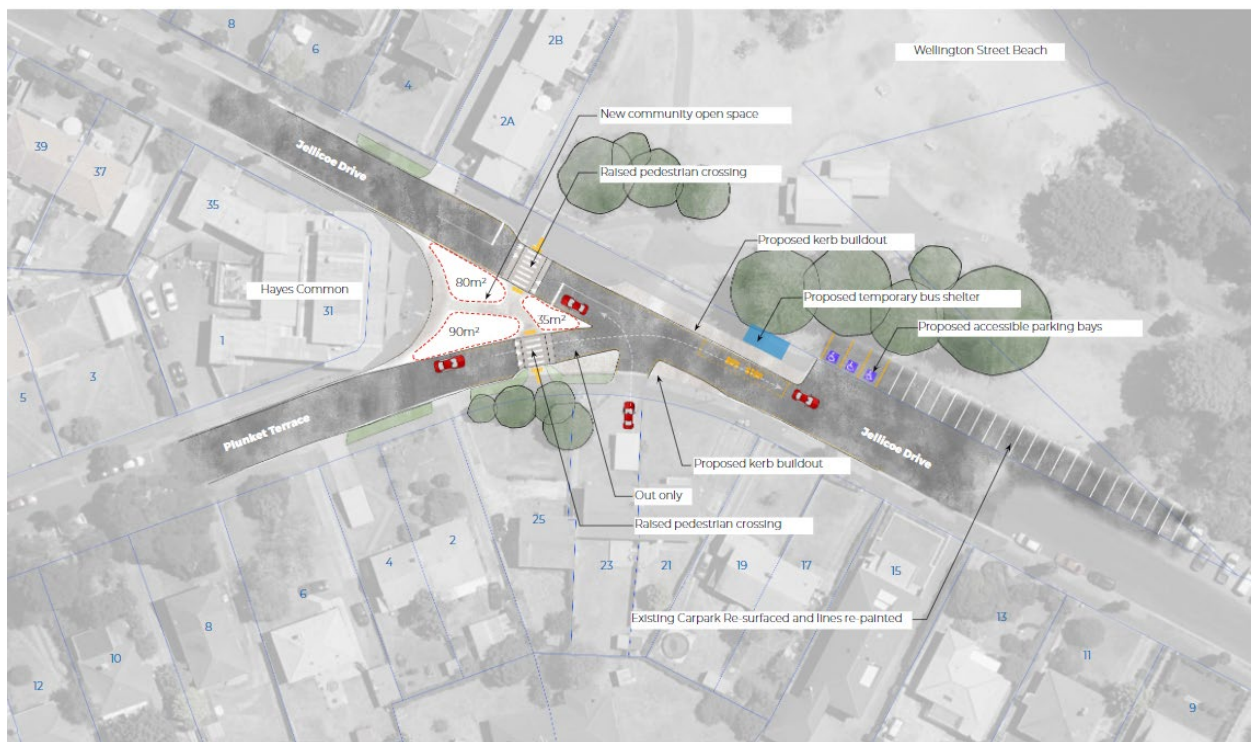 8
6
4
2B
2A
Wellington Street Beach
New community open space
Raised pedestrian crossing
39
37
35
Jellicoe Drive
Proposed kerb buildout
80m²
Hayes Common
31
35m²
90m²
Proposed temporary bus shelter
Proposed accessible parking bays
1
3
5
Plunket Terrace
Jellicoe Drive
Proposed kerb buildout
Out only
Raised pedestrian crossing
25
23
21
19
17
15
13
11
9
2
4
6
8
10
12
Existing Carpark Re-surfaced and lines re-painted